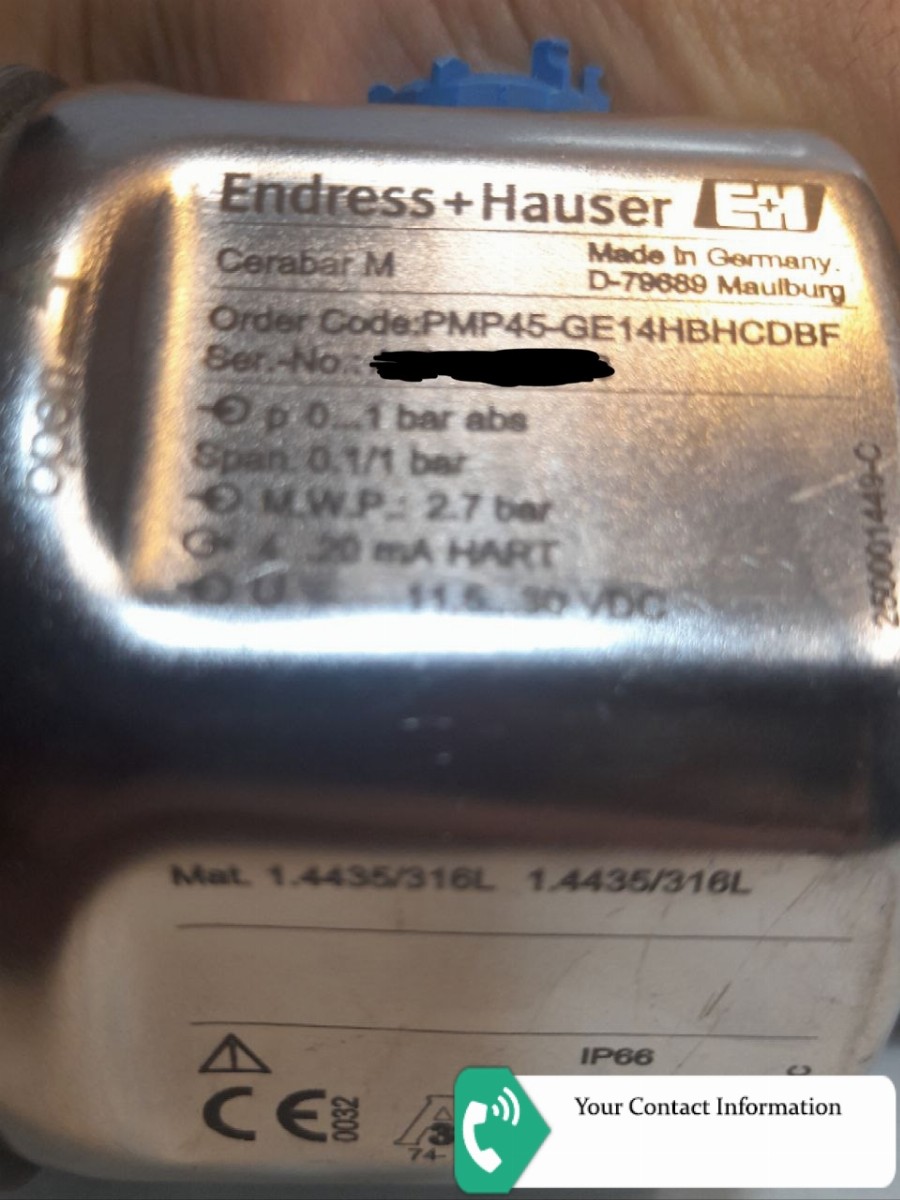 Endress+Hauser E+H
Cerabar M
Made in Germany.
D-79689 Maulburg
Order Code:PMP45-GE14HBHCDBF
Ser.-No.:
p 0...1 bar abs
Span: 0.1/1 bar
M.W.P.: 2.7 bar
4...20 mA HART
U 11.5...30 VDC
250001449-C
Mat. 1.4435/316L 1.4435/316L
IP66
CE 0032
74-
Your Contact Information